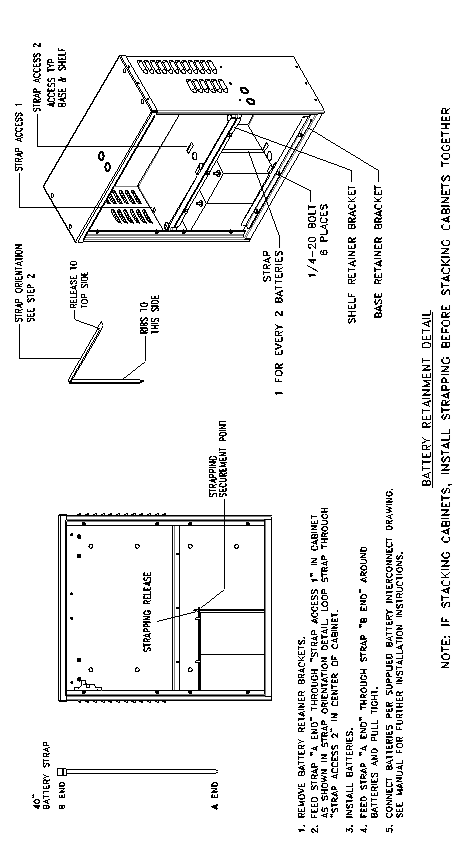 40"
BATTERY STRAP
B END
A END
STRAPPING RELEASE
STRAPPING
SECUREMENT POINT
STRAP ORIENTATION
SEE STEP 2
RELEASE TO
TOP SIDE
RIBS TO
THIS SIDE
STRAP ACCESS 1
STRAP ACCESS 2
ACCESS TYP
BASE & SHELF
STRAP
1 FOR EVERY 2 BATTERIES
1/4-20 BOLT
6 PLACES
SHELF RETAINER BRACKET
BASE RETAINER BRACKET
1. REMOVE BATTERY RETAINER BRACKETS.
2. FEED STRAP "A END" THROUGH "STRAP ACCESS 1" IN CABINET
AS SHOWN IN STRAP ORIENTATION DETAIL. LOOP STRAP THROUGH
"STRAP ACCESS 2" IN CENTER OF CABINET.
3. INSTALL BATTERIES.
4. FEED STRAP "A END" THROUGH STRAP "B END" AROUND
BATTERIES AND PULL TIGHT.
5. CONNECT BATTERIES PER SUPPLIED BATTERY INTERCONNECT DRAWING.
SEE MANUAL FOR FURTHER INSTALLATION INSTRUCTIONS.
BATTERY RETAINMENT DETAIL
NOTE: IF STACKING CABINETS, INSTALL STRAPPING BEFORE STACKING CABINETS TOGETHER